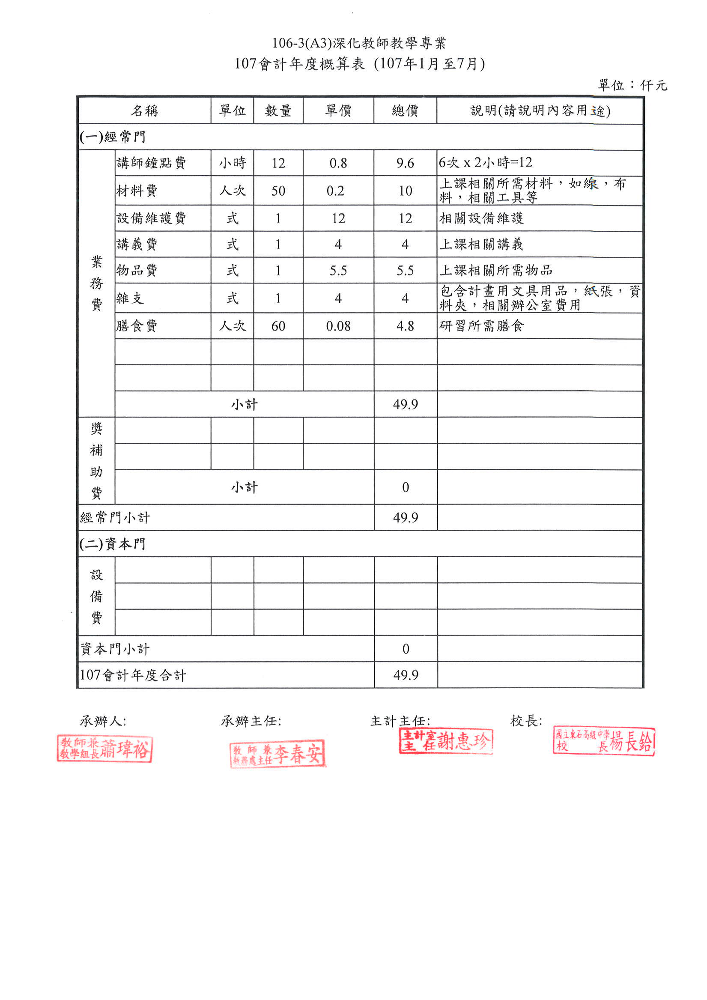 106-3(A3)深化教師教學專業
107會計年度概算表 (107年1月至7月)
單位：仟元
名稱 單位 數量 單價 總價 說明(請說明內容用途)
(一)經常門
業務費
講師鐘點費 小時 12 0.8 9.6 6次 x 2小時=12
材料費 人次 50 0.2 10 上課相關所需材料，如線，布
料，相關工具等
設備維護費 式 1 12 12 相關設備維護
講義費 式 1 4 4 上課相關講義
物品費 式 1 5.5 5.5 上課相關所需物品
雜支 式 1 4 4 包含計畫用文具用品，紙張，資
料夾，相關辦公室費用
膳食費 人次 60 0.08 4.8 研習所需膳食
小計 49.9
獎補助費
小計 0
經常門小計 49.9
(二)資本門
設備費
資本門小計 0
107會計年度合計 49.9
承辦人: 承辦主任: 主計主任: 校長:
教師兼
教學組長 蕭瑋裕
教師兼
教務處主任 李春安
主計室
主任 謝惠珍
國立東石高級中學
校長 楊長鈶